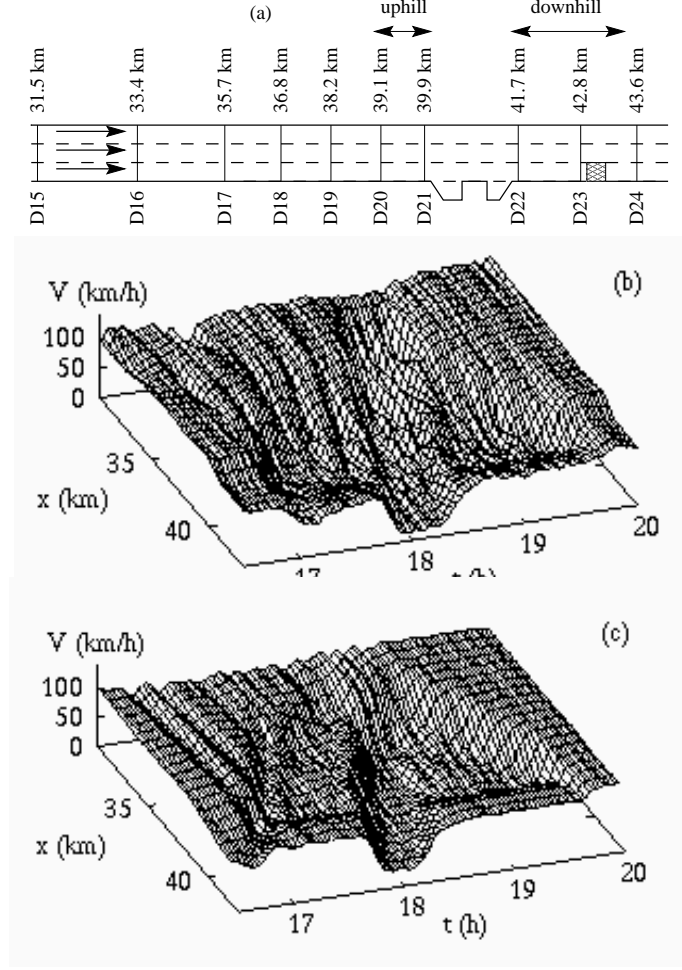 (a) uphill downhill
31.5 km 33.4 km 35.7 km 36.8 km 38.2 km 39.1 km 39.9 km 41.7 km 42.8 km 43.6 km
D15 D16 D17 D18 D19 D20 D21 D22 D23 D24
(b)
V (km/h)
100
50
0
35
x (km)
40
17 18 19 20
t (h)
(c)
V (km/h)
100
50
0
35
x (km)
40
17 18 19 20
t (h)